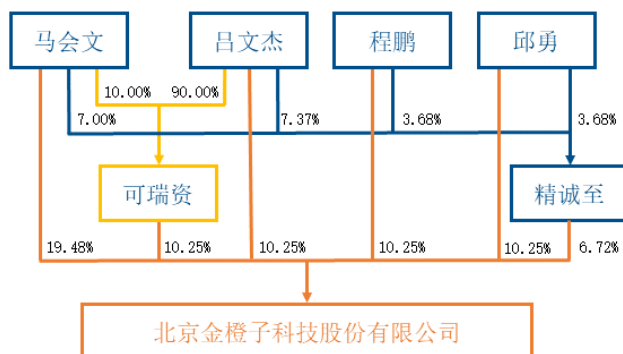 马会文 吕文杰 程鹏 邱勇
10.00% 90.00%
7.00% 7.37% 3.68% 3.68%
可瑞资 精诚至
19.48% 10.25% 10.25% 10.25% 10.25% 6.72%
北京金橙子科技股份有限公司